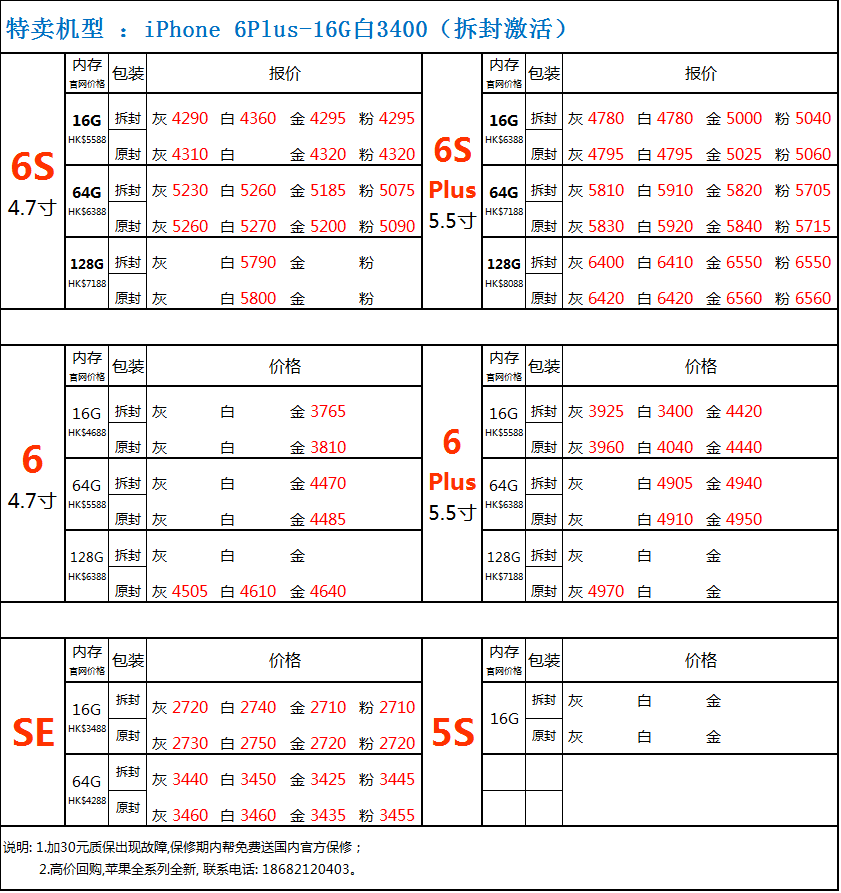 特卖机型 ：iPhone 6Plus-16G白3400（拆封激活）
6S
4.7寸
内存
官网价格
包装
报价
16G
HK$5588
拆封 灰 4290 白 4360 金 4295 粉 4295
原封 灰 4310 白 金 4320 粉 4320
64G
HK$6388
拆封 灰 5230 白 5260 金 5185 粉 5075
原封 灰 5260 白 5270 金 5200 粉 5090
128G
HK$7188
拆封 灰 白 5790 金 粉
原封 灰 白 5800 金 粉
6S
Plus
5.5寸
内存
官网价格
包装
报价
16G
HK$6388
拆封 灰 4780 白 4780 金 5000 粉 5040
原封 灰 4795 白 4795 金 5025 粉 5060
64G
HK$7188
拆封 灰 5810 白 5910 金 5820 粉 5705
原封 灰 5830 白 5920 金 5840 粉 5715
128G
HK$8088
拆封 灰 6400 白 6410 金 6550 粉 6550
原封 灰 6420 白 6420 金 6560 粉 6560
6
4.7寸
内存
官网价格
包装
价格
16G
HK$4688
拆封 灰 白 金 3765
原封 灰 白 金 3810
64G
HK$5588
拆封 灰 白 金 4470
原封 灰 白 金 4485
128G
HK$6388
拆封 灰 白 金
原封 灰 4505 白 4610 金 4640
6
Plus
5.5寸
内存
官网价格
包装
价格
16G
HK$5588
拆封 灰 3925 白 3400 金 4420
原封 灰 3960 白 4040 金 4440
64G
HK$6388
拆封 灰 白 4905 金 4940
原封 灰 白 4910 金 4950
128G
HK$7188
拆封 灰 白 金
原封 灰 4970 白 金
SE
内存
官网价格
包装
价格
16G
HK$3488
拆封 灰 2720 白 2740 金 2710 粉 2710
原封 灰 2730 白 2750 金 2720 粉 2720
64G
HK$4288
拆封 灰 3440 白 3450 金 3425 粉 3445
原封 灰 3460 白 3460 金 3435 粉 3455
5S
内存
官网价格
包装
价格
16G
拆封 灰 白 金
原封 灰 白 金
说明: 1.加30元质保出现故障,保修期内帮免费送国内官方保修；
2.高价回购,苹果全系列全新, 联系电话: 18682120403。